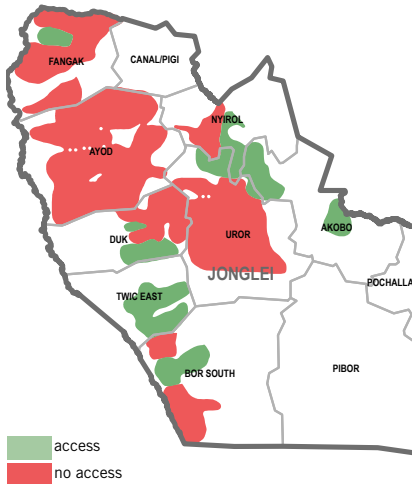 FANGAK
CANAL/PIGI
NYIROL
AYOD
DUK
UROR
AKOBO
JONGLEI
POCHALLA
TWIC EAST
PIBOR
BOR SOUTH
access
no access